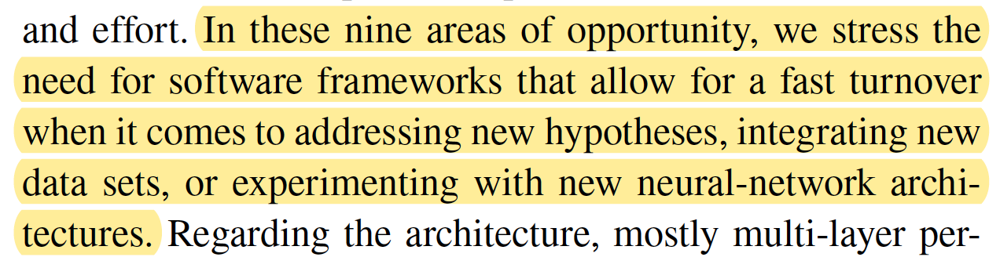 and effort. In these nine areas of opportunity, we stress the
need for software frameworks that allow for a fast turnover
when it comes to addressing new hypotheses, integrating new
data sets, or experimenting with new neural-network archi-
tectures. Regarding the architecture, mostly multi-layer per-